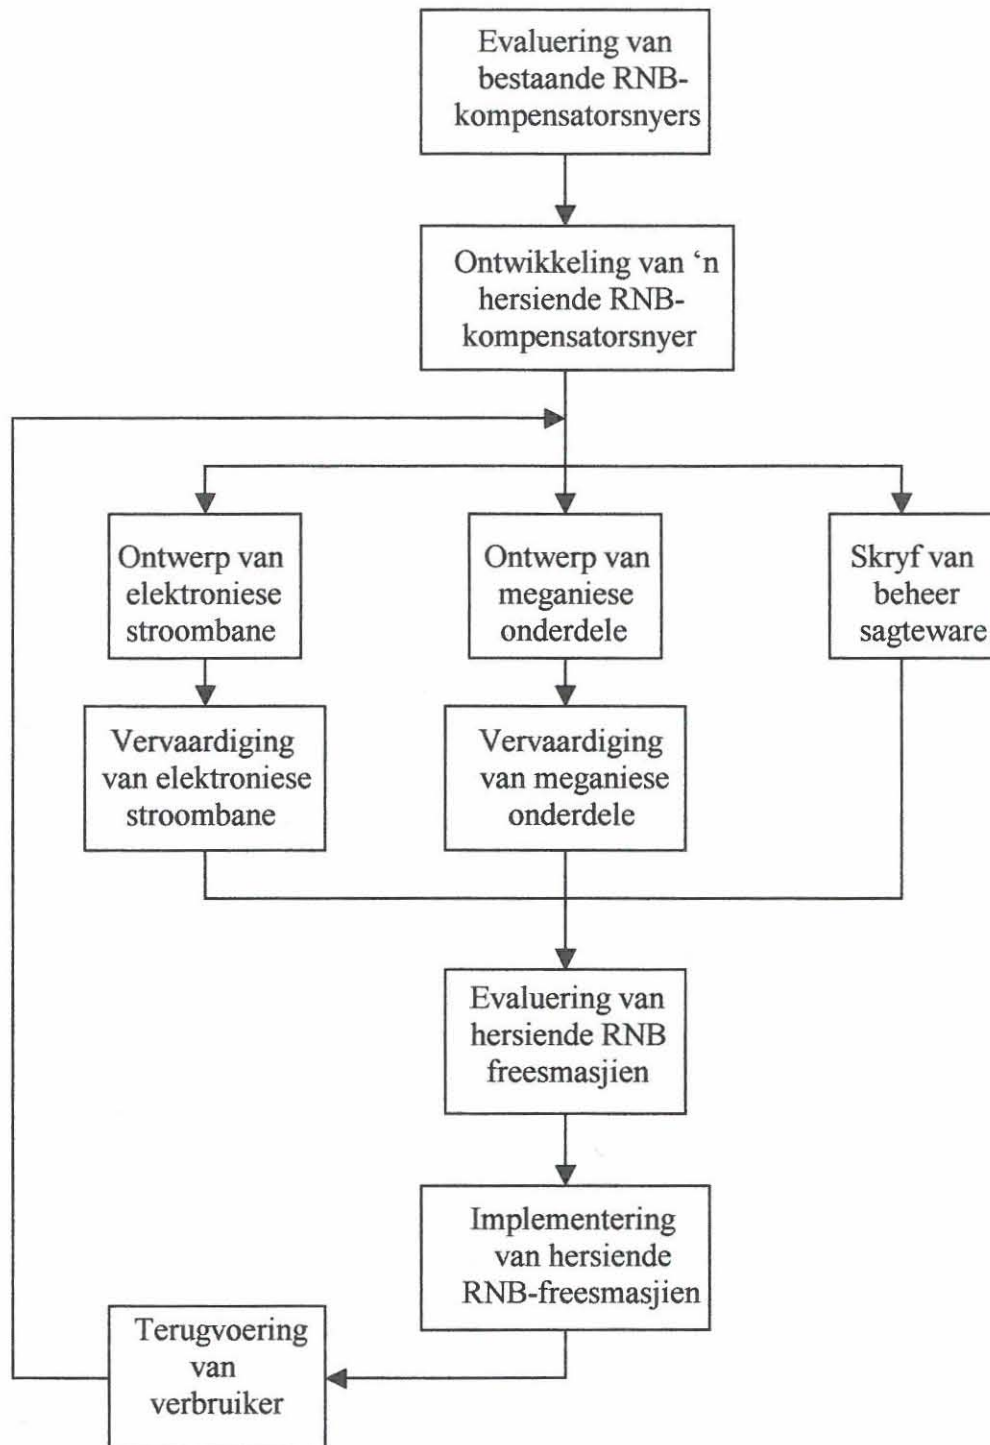 Evaluering van
bestaande RNB-
kompensatorsnyers
Ontwikkeling van ‘n
hersiende RNB-
kompensatorsnyer
Ontwerp van
elektroniese
stroombane
Ontwerp van
meganiese
onderdele
Skryf van
beheer
sagteware
Vervaardiging
van elektroniese
stroombane
Vervaardiging
van meganiese
onderdele
Evaluering van
hersiende RNB
freesmasjien
Implementering
van hersiende
RNB-freesmasjien
Terugvoering
van
verbruiker